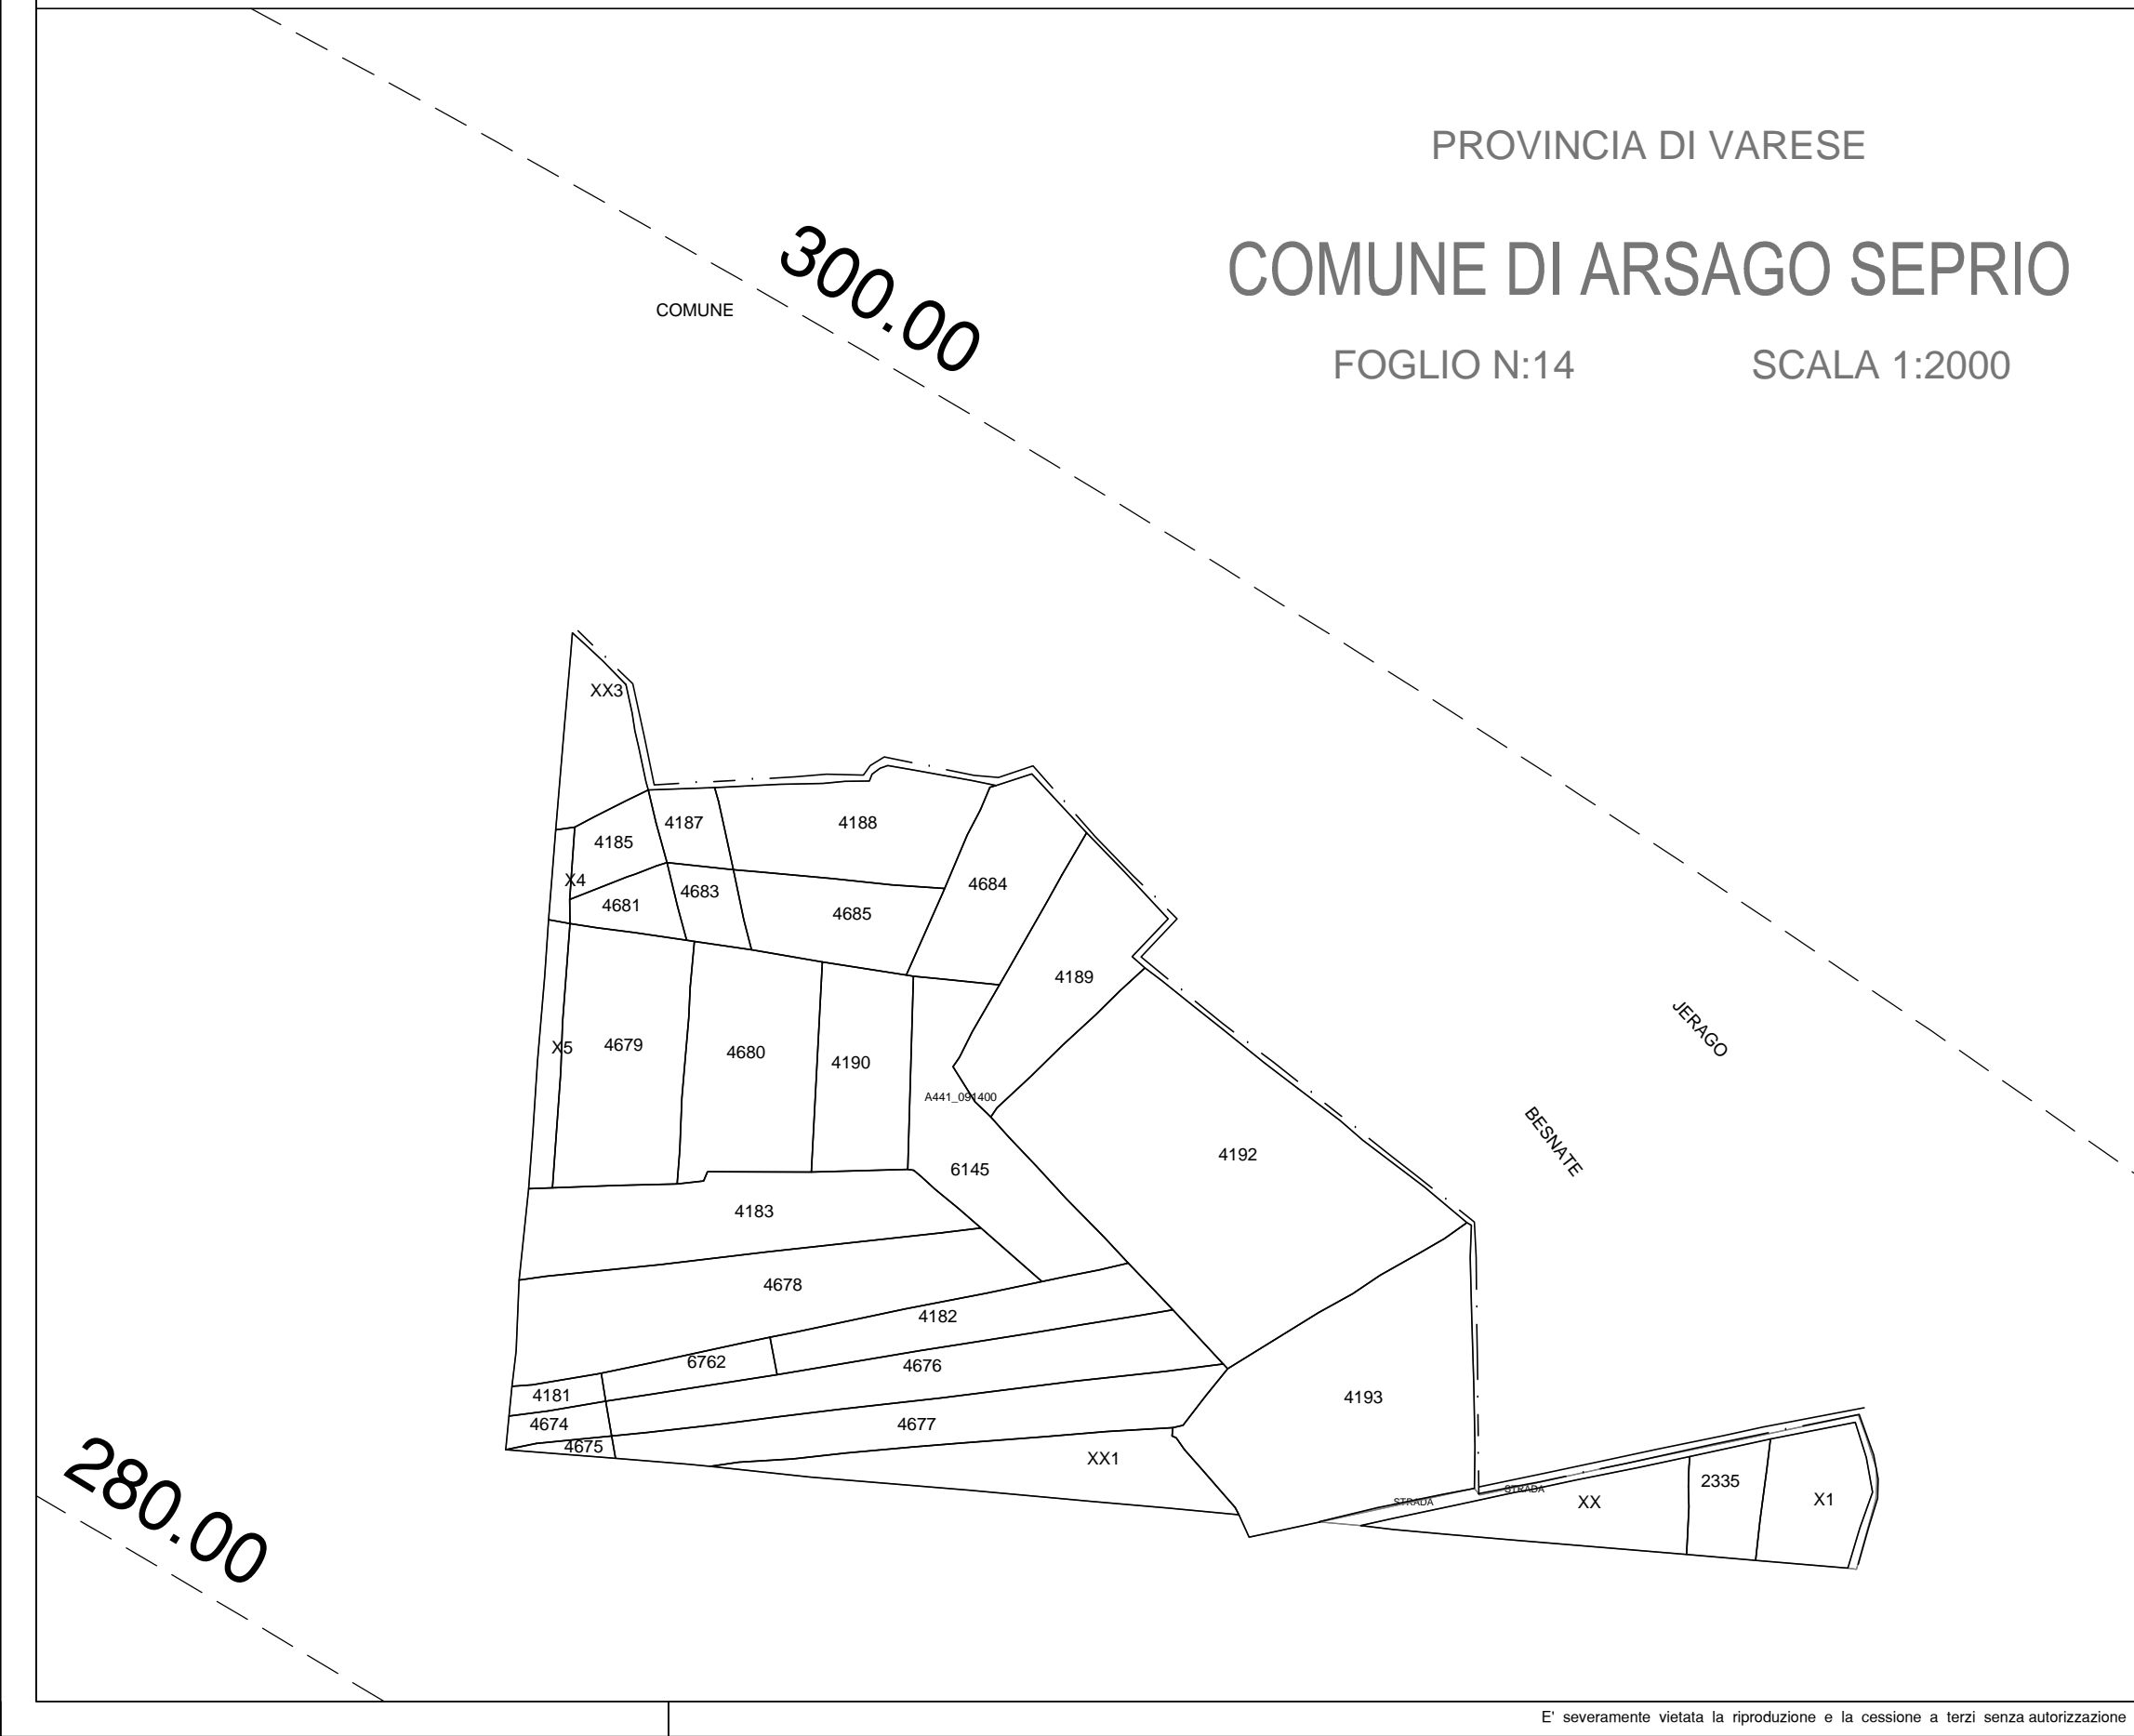 PROVINCIA DI VARESE
COMUNE DI ARSAGO SEPRIO
FOGLIO N:14 SCALA 1:2000
300.00
COMUNE
XX3
4187
4188
4185
X4
4683
4684
4681
4685
4189
JERAGO
X5
4679
4680
4190
A441_091400
BESNATE
4192
6145
4183
4678
4182
6762
4676
4181
4193
4674
4677
4675
XX1
280.00
STRADA
STRADA
XX
2335
X1
E' severamente vietata la riproduzione e la cessione a terzi senza autorizzazione